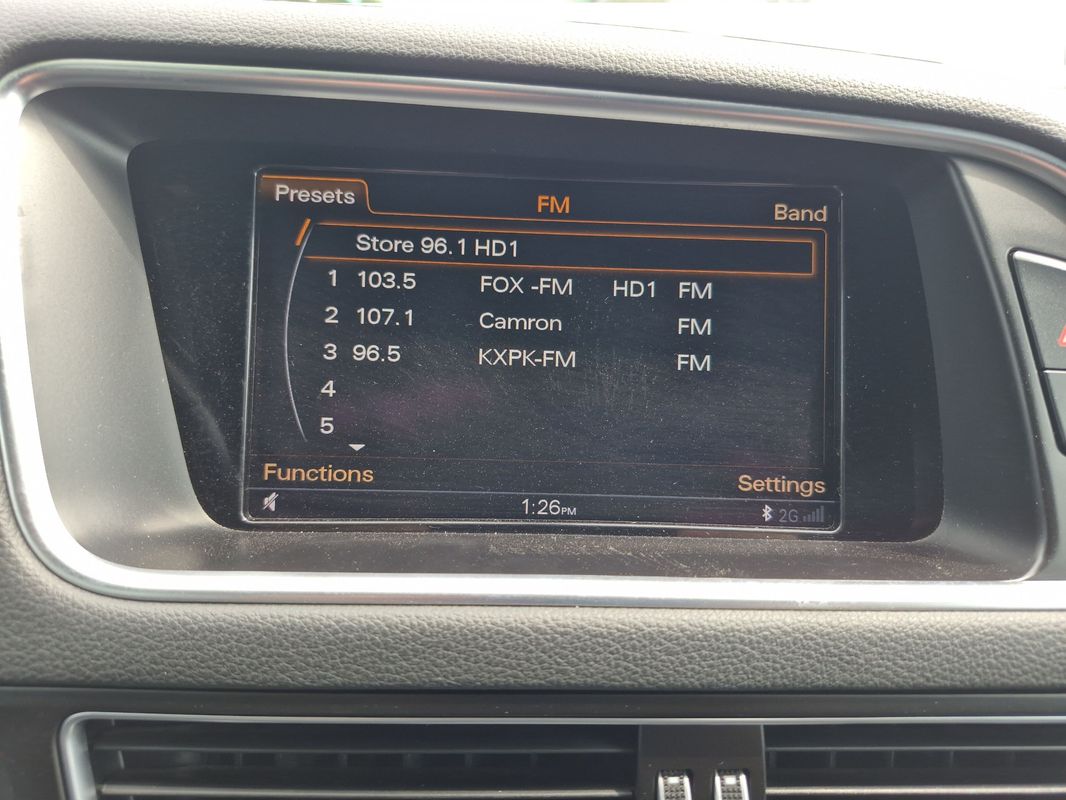 Presets FM Band
Store 96.1 HD1
1 103.5 FOX -FM HD1 FM
2 107.1 Camron FM
3 96.5 KXPK-FM FM
4
5
Functions Settings
1:26PM 2G